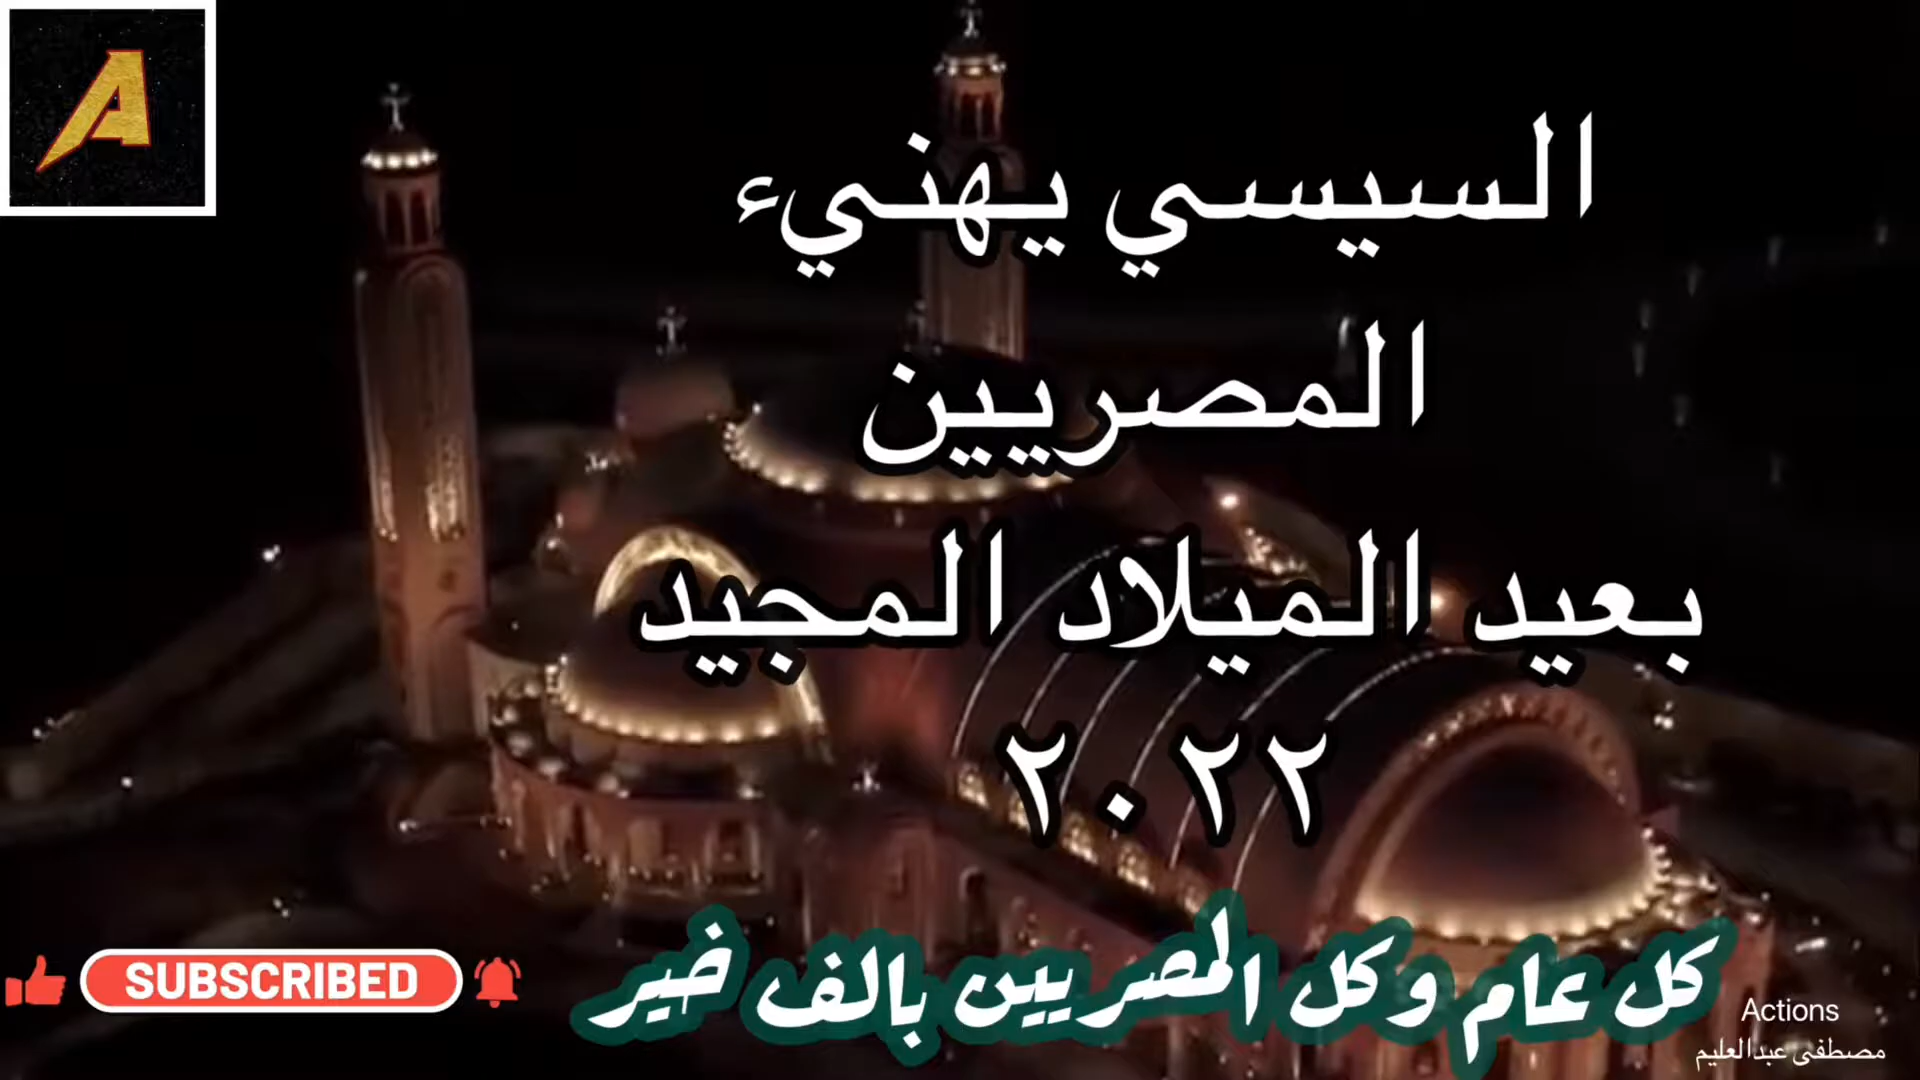 A
السيسي يهنيء
المصريين
بعيد الميلاد المجيد
٢٠٢٢
SUBSCRIBED
كل عام وكل المصريين بالف خير
Actions
مصطفى عبدالعليم